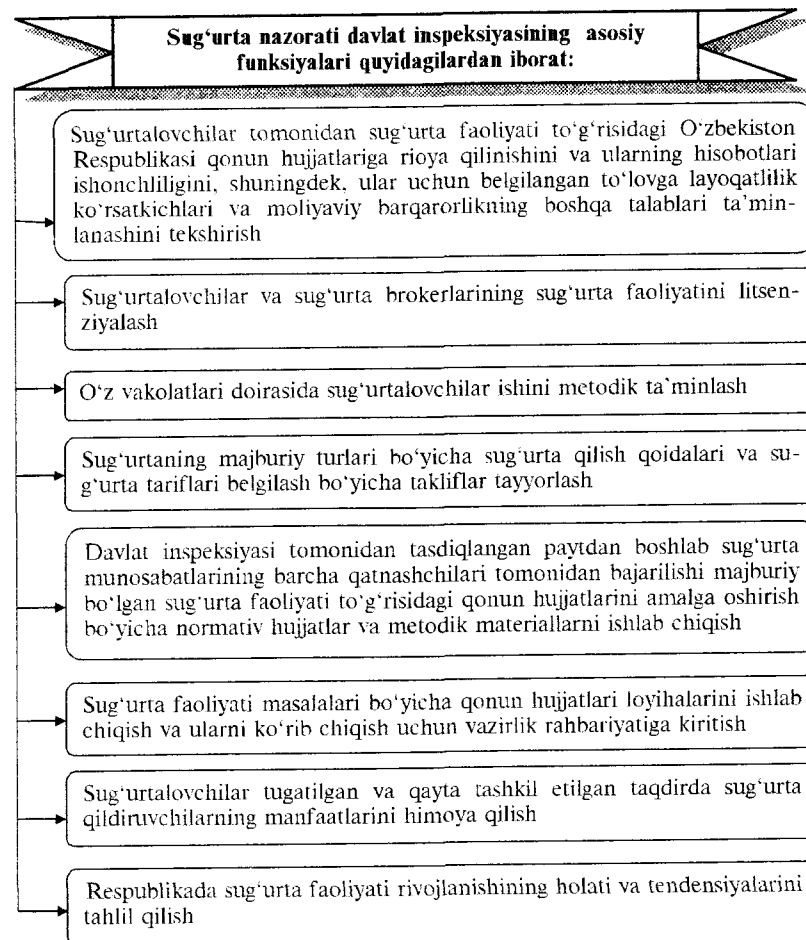 Sug‘urta nazorati davlat inspeksiyasining asosiy
funksiyalari quyidagilardan iborat:
Sug‘urtalovchilar tomonidan sug‘urta faoliyati to‘g‘risidagi O‘zbekiston
Respublikasi qonun hujjatlariga rioya qilinishini va ularning hisobotlari
ishonchliligini, shuningdek, ular uchun belgilangan to‘lovga layoqatlilik
ko‘rsatkichlari va moliyaviy barqarorlikning boshqa talablari ta’min-
lanashini tekshirish
Sug‘urtalovchilar va sug‘urta brokerlarining sug‘urta faoliyatini litsen-
ziyalash
O‘z vakolatlari doirasida sug‘urtalovchilar ishini metodik ta’minlash
Sug‘urtaning majburiy turlari bo‘yicha sug‘urta qilish qoidalari va su-
g‘urta tariflari belgilash bo‘yicha takliflar tayyorlash
Davlat inspeksiyasi tomonidan tasdiqlangan paytdan boshlab sug‘urta
munosabatlarining barcha qatnashchilari tomonidan bajarilishi majburiy
bo‘lgan sug‘urta faoliyati to‘g‘risidagi qonun hujjatlarini amalga oshirish
bo‘yicha normativ hujjatlar va metodik materiallarni ishlab chiqish
Sug‘urta faoliyati masalalari bo‘yicha qonun hujjatlari loyihalarini ishlab
chiqish va ularni ko‘rib chiqish uchun vazirlik rahbariyatiga kiritish
Sug‘urtalovchilar tugatilgan va qayta tashkil etilgan taqdirda sug‘urta
qildiruvchilarning manfaatlarini himoya qilish
Respublikada sug‘urta faoliyati rivojlanishining holati va tendensiyalarini
tahlil qilish